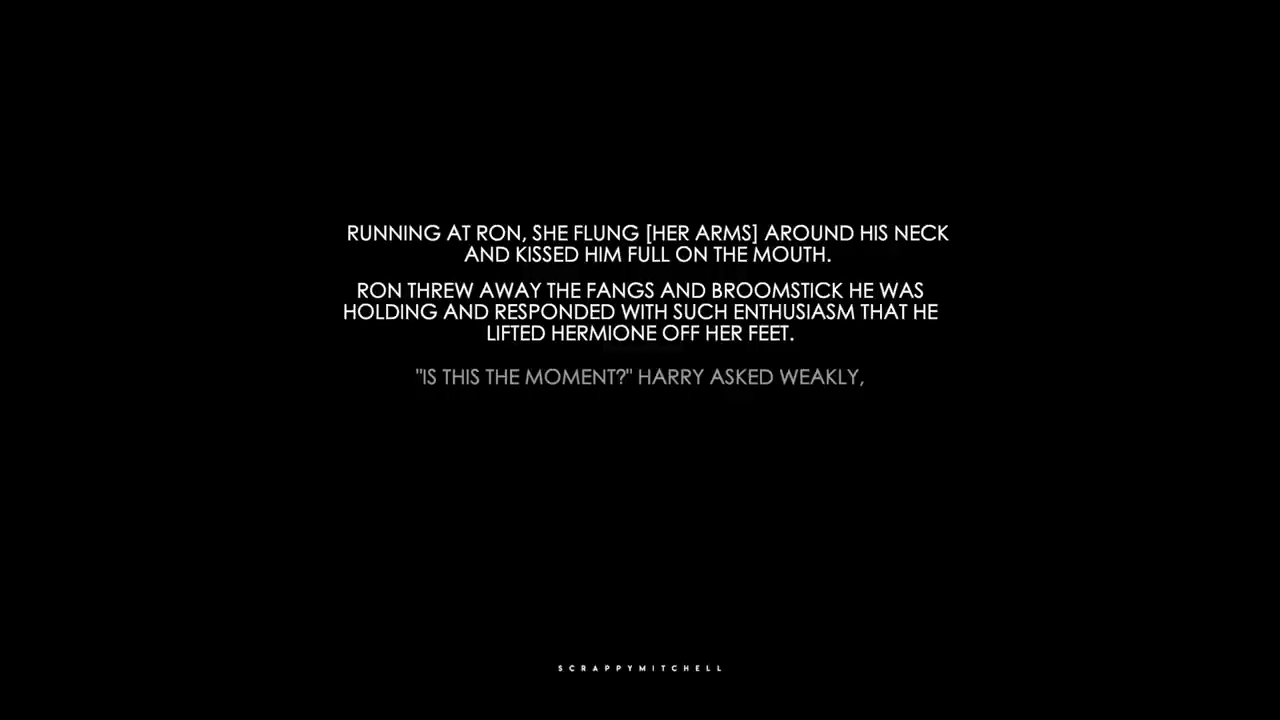 RUNNING AT RON, SHE FLUNG [HER ARMS] AROUND HIS NECK
AND KISSED HIM FULL ON THE MOUTH.
RON THREW AWAY THE FANGS AND BROOMSTICK HE WAS
HOLDING AND RESPONDED WITH SUCH ENTHUSIASM THAT HE
LIFTED HERMIONE OFF HER FEET.
"IS THIS THE MOMENT?" HARRY ASKED WEAKLY,
SCRAPPYMITCHELL